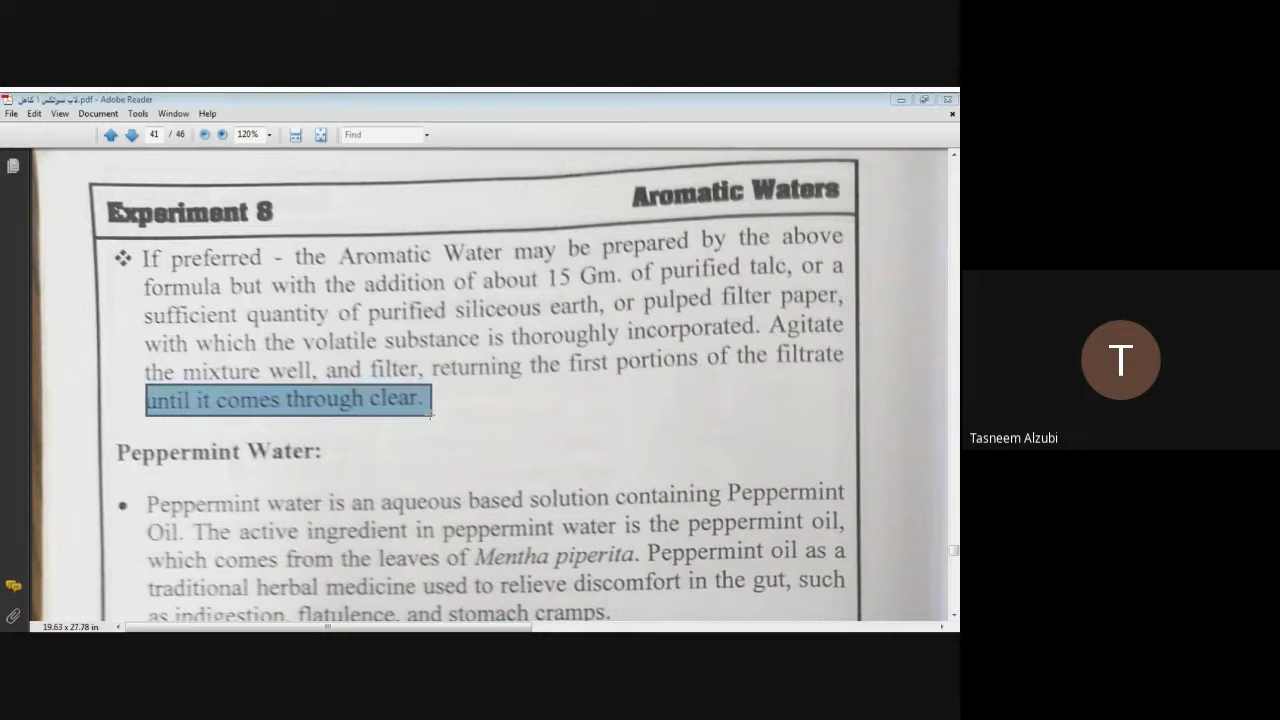 لاب سوتكس ١ كامل.pdf - Adobe Reader
File Edit View Document Tools Window Help
41 / 46 120% Find
Experiment 8 Aromatic Waters
❖ If preferred - the Aromatic Water may be prepared by the above
formula but with the addition of about 15 Gm. of purified talc, or a
sufficient quantity of purified siliceous earth, or pulped filter paper,
with which the volatile substance is thoroughly incorporated. Agitate
the mixture well, and filter, returning the first portions of the filtrate
until it comes through clear.
Peppermint Water:
• Peppermint water is an aqueous based solution containing Peppermint
Oil. The active ingredient in peppermint water is the peppermint oil,
which comes from the leaves of Mentha piperita. Peppermint oil as a
traditional herbal medicine used to relieve discomfort in the gut, such
as indigestion, flatulence, and stomach cramps.
19.63 x 27.78 in
T
Tasneem Alzubi